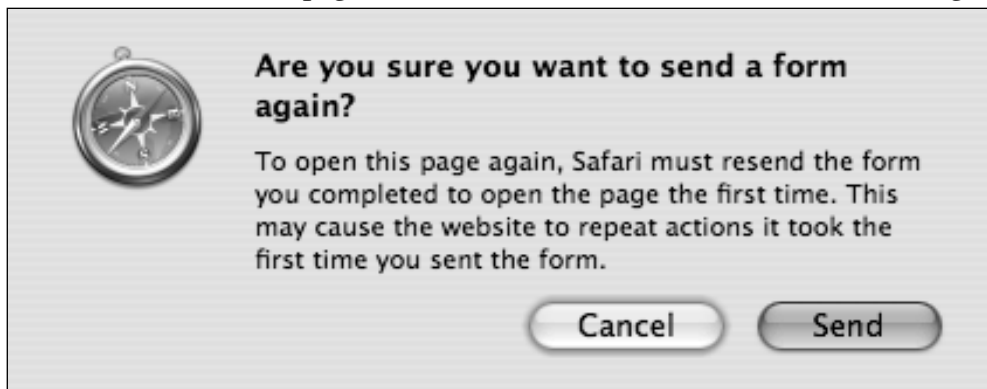 Are you sure you want to send a form
again?
To open this page again, Safari must resend the form
you completed to open the page the first time. This
may cause the website to repeat actions it took the
first time you sent the form.
Cancel Send